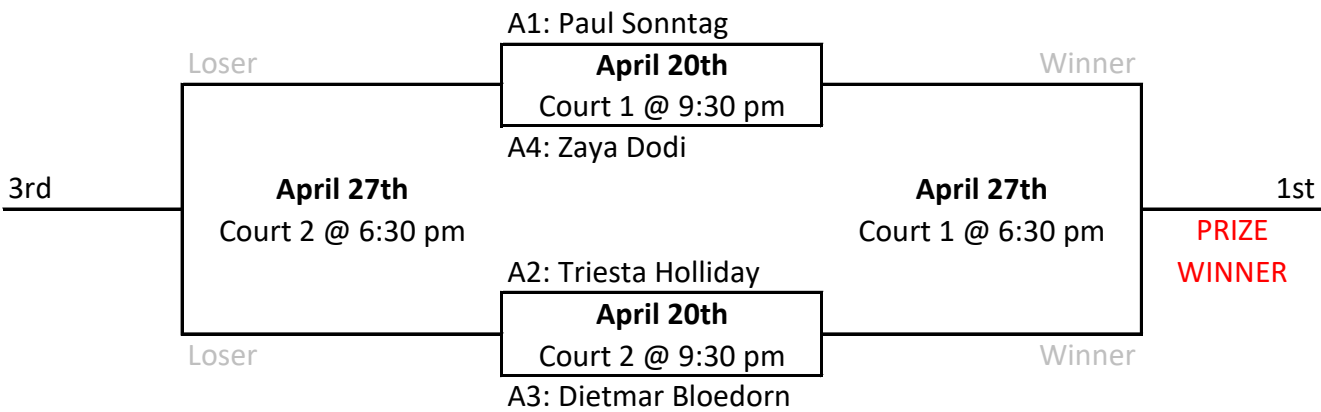 A1: Paul Sonntag
Loser
April 20th
Winner
Court 1 @ 9:30 pm
A4: Zaya Dodi
3rd
April 27th
April 27th
1st
Court 2 @ 6:30 pm
Court 1 @ 6:30 pm
PRIZE
WINNER
A2: Triesta Holliday
April 20th
Loser
Court 2 @ 9:30 pm
Winner
A3: Dietmar Bloedorn